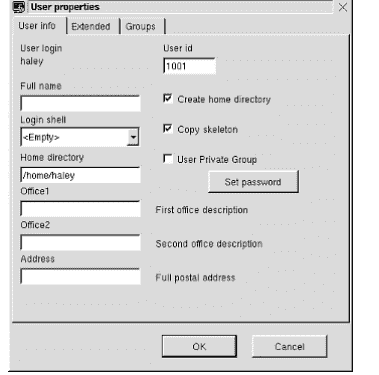 User properties
User info Extended Groups
User login
haley
User id
1001
Full name
Create home directory
Login shell
<Empty>
Copy skeleton
Home directory
/home/haley
User Private Group
Set password
Office1
First office description
Office2
Second office description
Address
Full postal address
OK Cancel